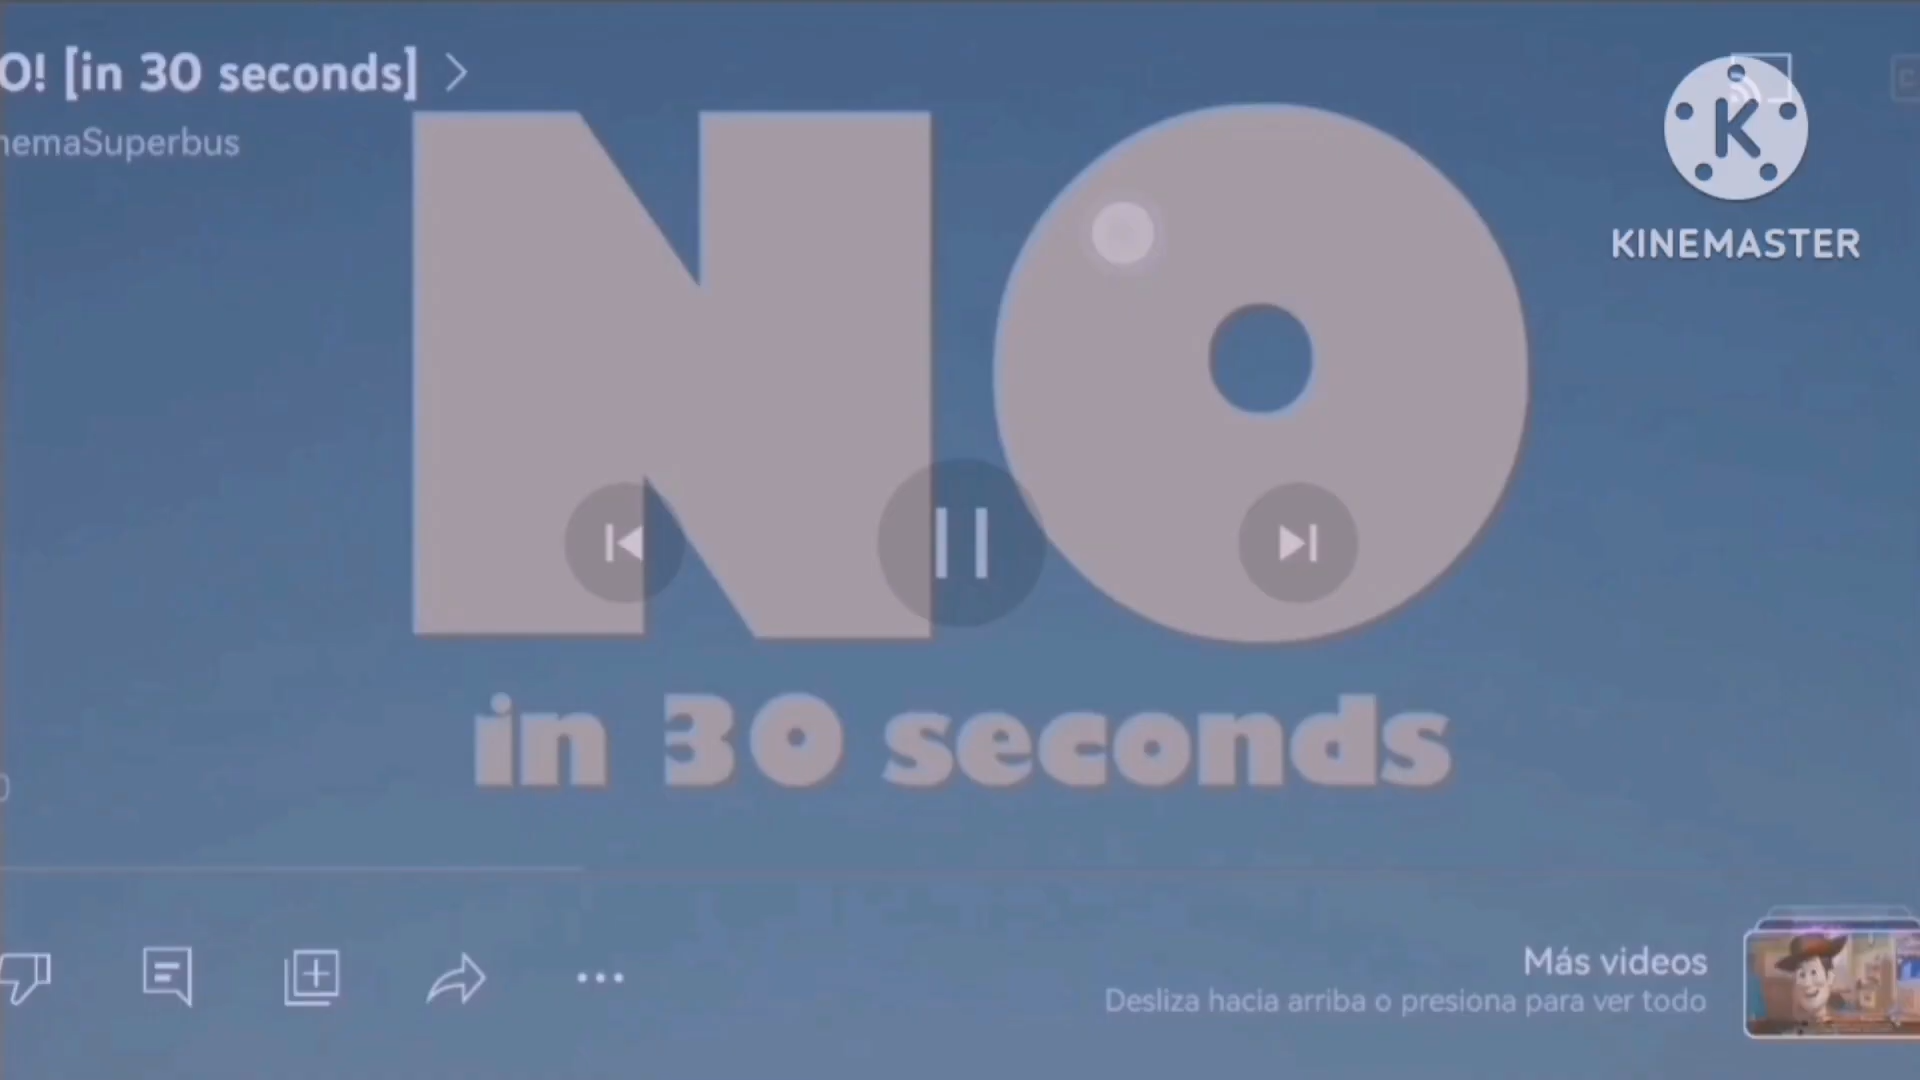 O! [in 30 seconds]
nemaSuperbus
K
KINEMASTER
NO
in 30 seconds
Más videos
Desliza hacia arriba o presiona para ver todo